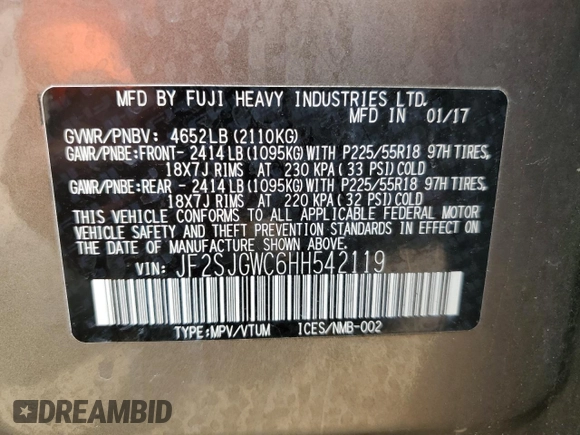 MFD BY FUJI HEAVY INDUSTRIES LTD.
MFD IN 01/17
GVWR/PNBV: 4652LB(2110KG)
GAWR/PNBE:FRONT- 2414LB(1095KG)WITH P225/55R18 97H TIRES,
18X7J RIMS AT 230 KPA(33 PSI)COLD
GAWR/PNBE:REAR - 2414LB(1095KG)WITH P225/55R18 97H TIRES,
18X7J RIMS AT 220 KPA(32 PSI)COLD
THIS VEHICLE CONFORMS TO ALL APPLICABLE FEDERAL MOTOR
VEHICLE SAFETY, BUMPER, AND THEFT PREVENTION
STANDARDS IN EFFECT ON THE DATE OF MANUFACTURE SHOWN ABOVE.
VIN: JF2SJGWC6HH542119
TYPE:MPV/VTUM ICES/NMB-002
DREAMBID